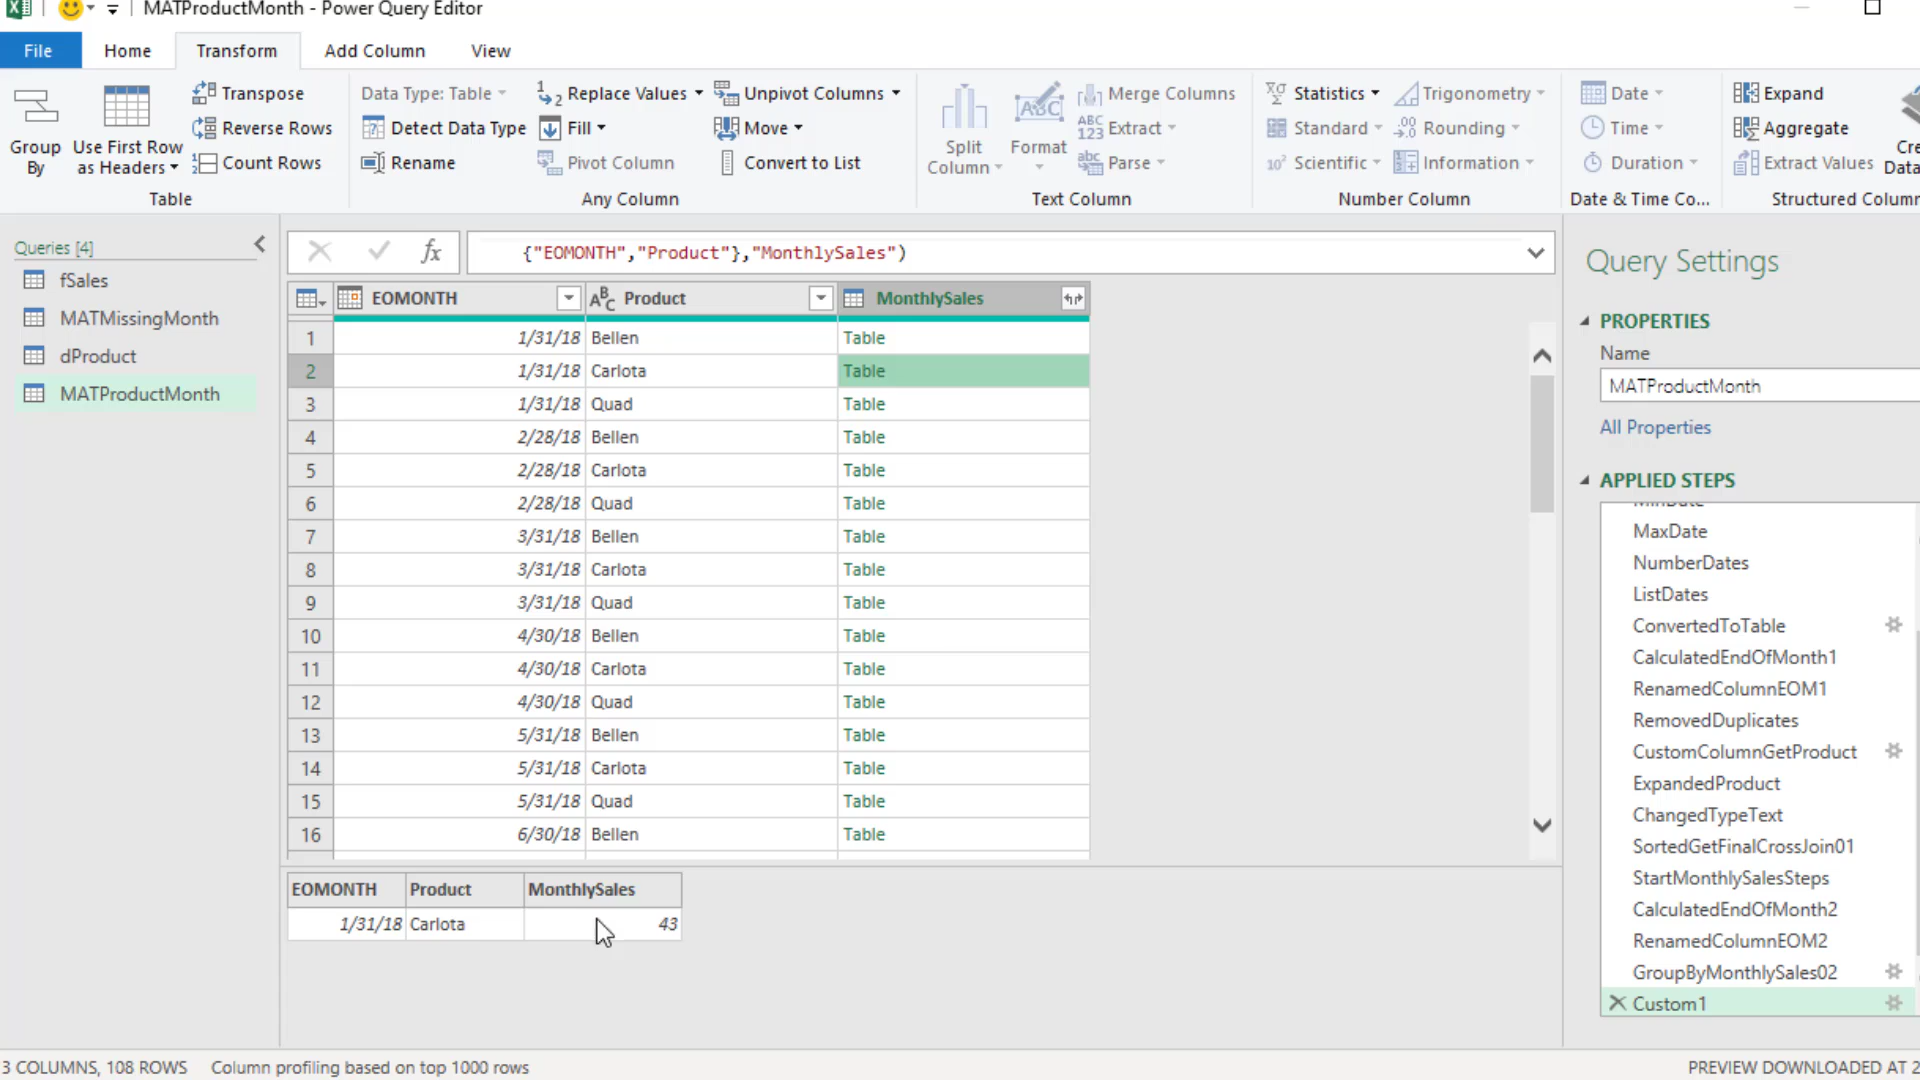 MATProductMonth - Power Query Editor
File Home Transform Add Column View
Group By
Use First Row as Headers
Transpose
Reverse Rows
Count Rows
Table
Data Type: Table
Detect Data Type
Rename
Replace Values
Fill
Pivot Column
Unpivot Columns
Move
Convert to List
Any Column
Split Column
Format
Merge Columns
Extract
Parse
Text Column
Statistics
Standard
Scientific
Trigonometry
Rounding
Information
Number Column
Date
Time
Duration
Date & Time Co...
Expand
Aggregate
Extract Values
Cre
Data
Structured Column
Queries [4]
fSales
MATMissingMonth
dProduct
MATProductMonth
fx
{"EOMONTH","Product"},"MonthlySales")
EOMONTH Product MonthlySales
1 1/31/18 Bellen Table
2 1/31/18 Carlota Table
3 1/31/18 Quad Table
4 2/28/18 Bellen Table
5 2/28/18 Carlota Table
6 2/28/18 Quad Table
7 3/31/18 Bellen Table
8 3/31/18 Carlota Table
9 3/31/18 Quad Table
10 4/30/18 Bellen Table
11 4/30/18 Carlota Table
12 4/30/18 Quad Table
13 5/31/18 Bellen Table
14 5/31/18 Carlota Table
15 5/31/18 Quad Table
16 6/30/18 Bellen Table
EOMONTH Product MonthlySales
1/31/18 Carlota 43
Query Settings
PROPERTIES
Name
MATProductMonth
All Properties
APPLIED STEPS
MinDate
MaxDate
NumberDates
ListDates
ConvertedToTable
CalculatedEndOfMonth1
RenamedColumnEOM1
RemovedDuplicates
CustomColumnGetProduct
ExpandedProduct
ChangedTypeText
SortedGetFinalCrossJoin01
StartMonthlySalesSteps
CalculatedEndOfMonth2
RenamedColumnEOM2
GroupByMonthlySales02
Custom1
3 COLUMNS, 108 ROWS Column profiling based on top 1000 rows
PREVIEW DOWNLOADED AT 2